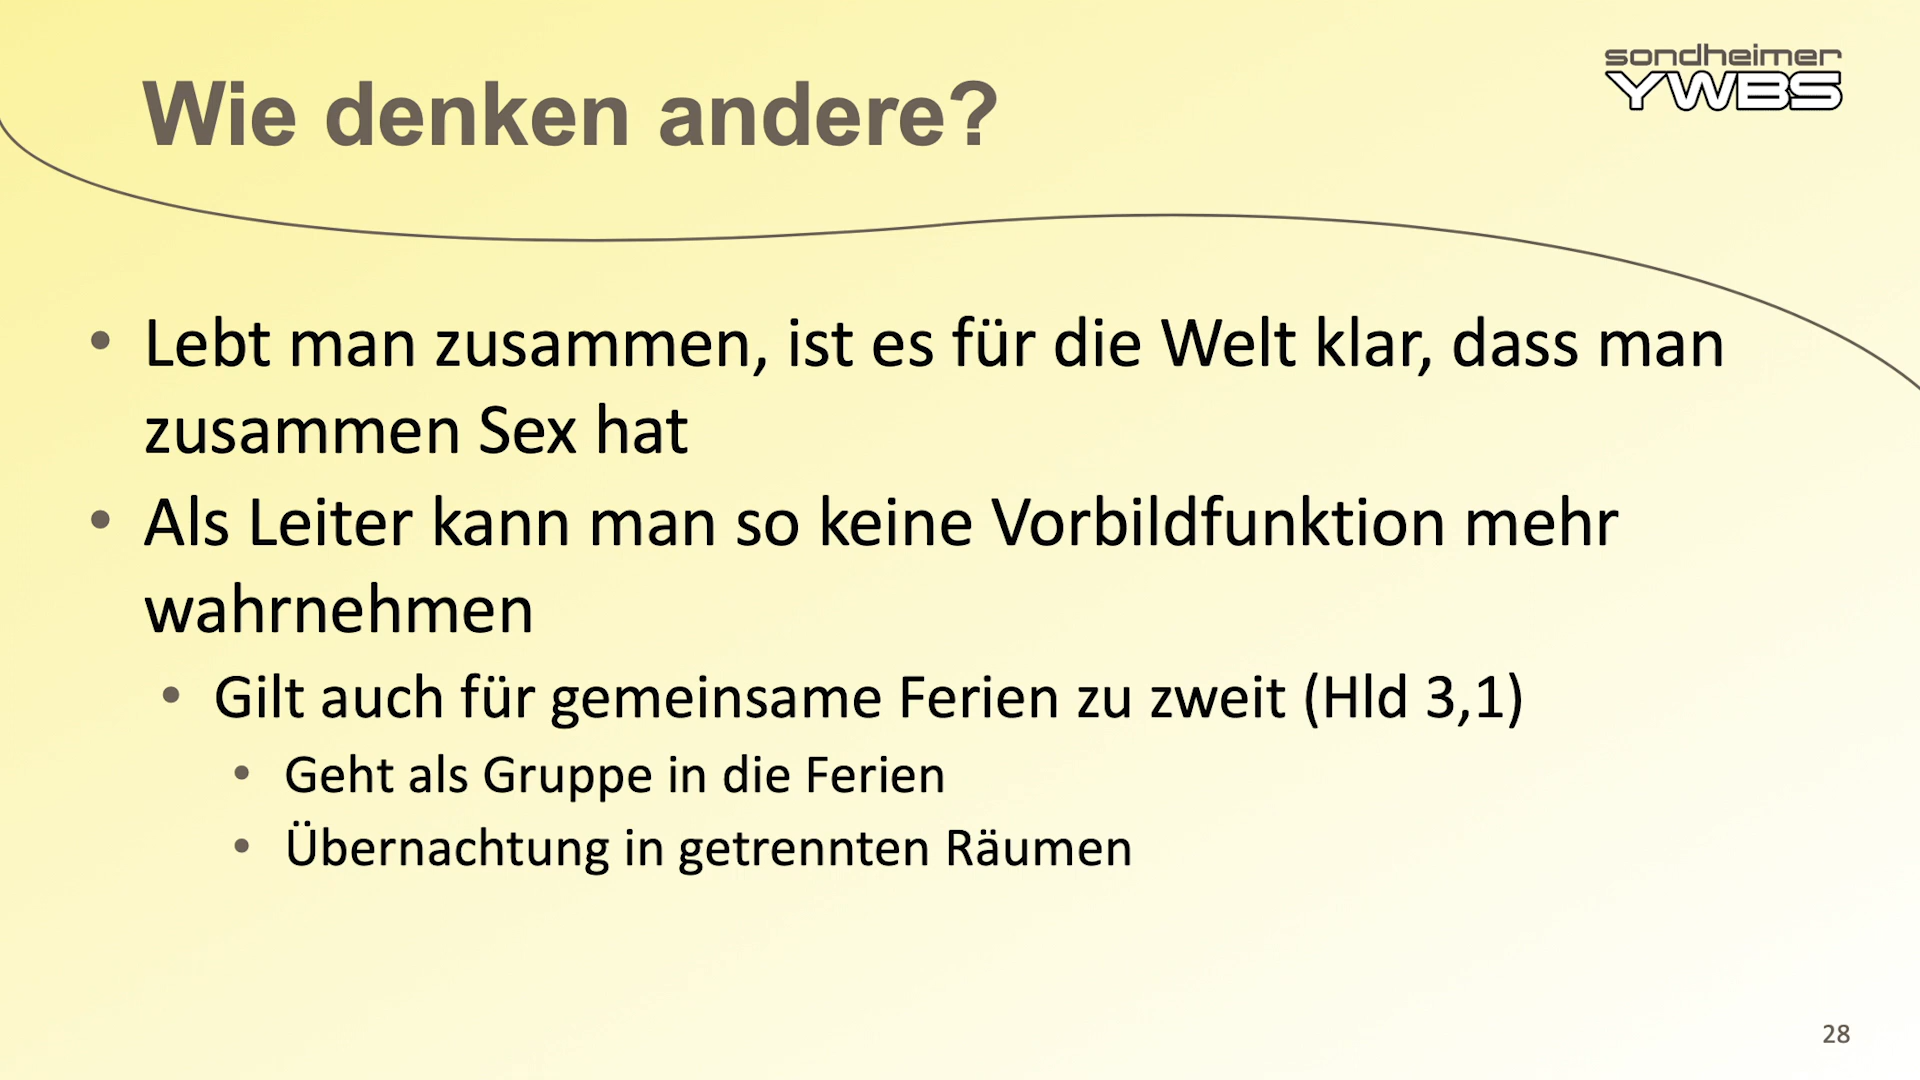 sondheimer
YWBS
Wie denken andere?
• Lebt man zusammen, ist es für die Welt klar, dass man
zusammen Sex hat
• Als Leiter kann man so keine Vorbildfunktion mehr
wahrnehmen
• Gilt auch für gemeinsame Ferien zu zweit (Hld 3,1)
• Geht als Gruppe in die Ferien
• Übernachtung in getrennten Räumen
28